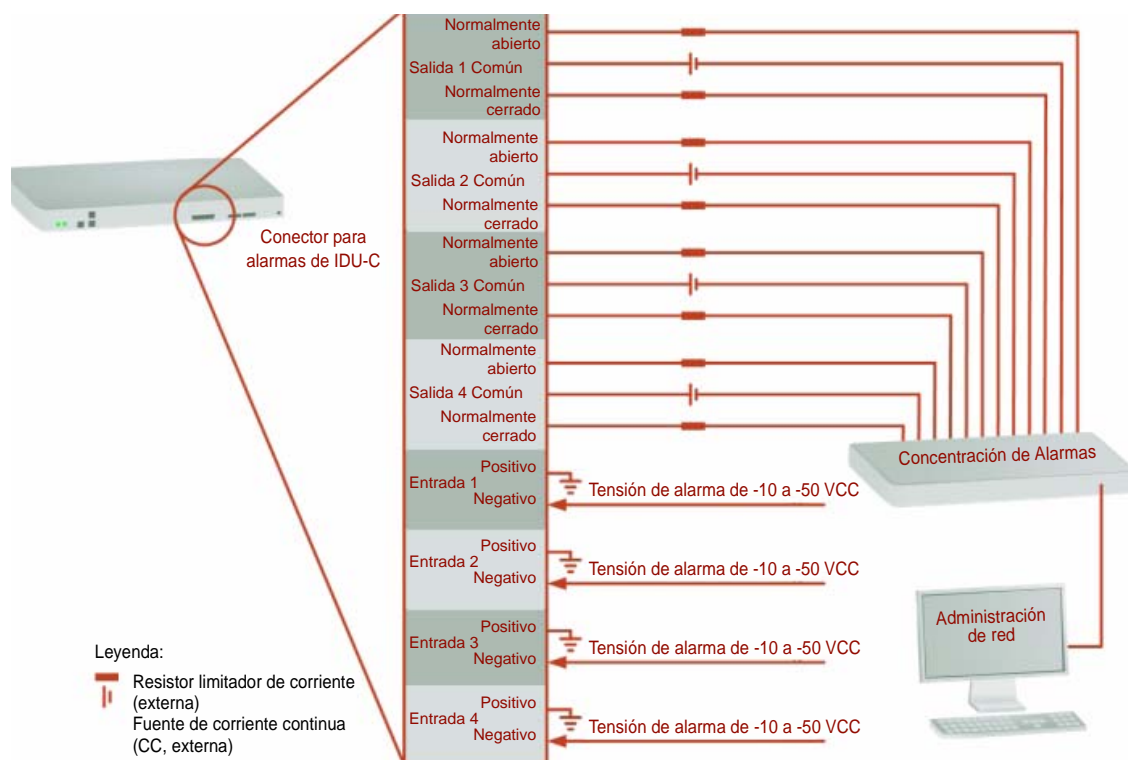 Normalmente
abierto
Salida 1 Común
Normalmente
cerrado
Normalmente
abierto
Salida 2 Común
Normalmente
cerrado
Conector para
alarmas de IDU-C
Normalmente
abierto
Salida 3 Común
Normalmente
cerrado
Normalmente
abierto
Salida 4 Común
Normalmente
cerrado
Concentración de Alarmas
Positivo
Entrada 1
Negativo
Tensión de alarma de -10 a -50 VCC
Positivo
Entrada 2
Negativo
Tensión de alarma de -10 a -50 VCC
Positivo
Entrada 3
Negativo
Tensión de alarma de -10 a -50 VCC
Positivo
Entrada 4
Negativo
Tensión de alarma de -10 a -50 VCC
Administración
de red
Leyenda:
Resistor limitador de corriente
(externa)
Fuente de corriente continua
(CC, externa)